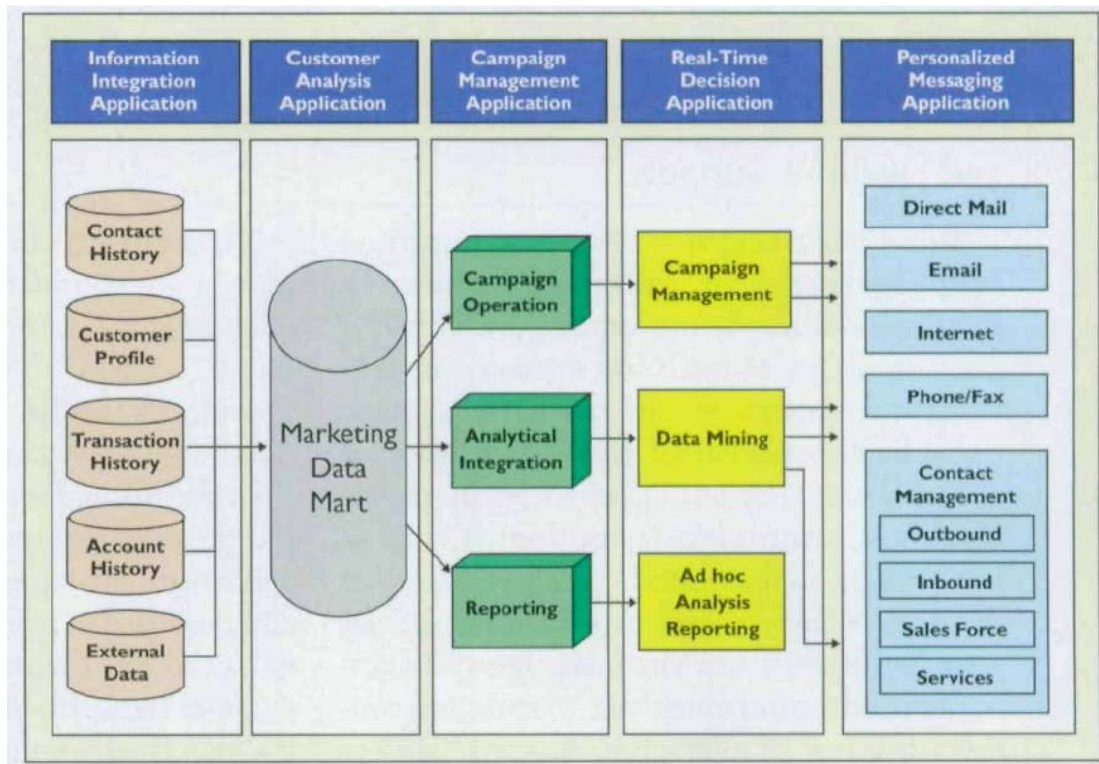 Information
Integration
Application
Customer
Analysis
Application
Campaign
Management
Application
Real-Time
Decision
Application
Personalized
Messaging
Application
Contact
History
Customer
Profile
Transaction
History
Account
History
External
Data
Marketing
Data
Mart
Campaign
Operation
Analytical
Integration
Reporting
Campaign
Management
Data Mining
Ad hoc
Analysis
Reporting
Direct Mail
Email
Internet
Phone/Fax
Contact
Management
Outbound
Inbound
Sales Force
Services